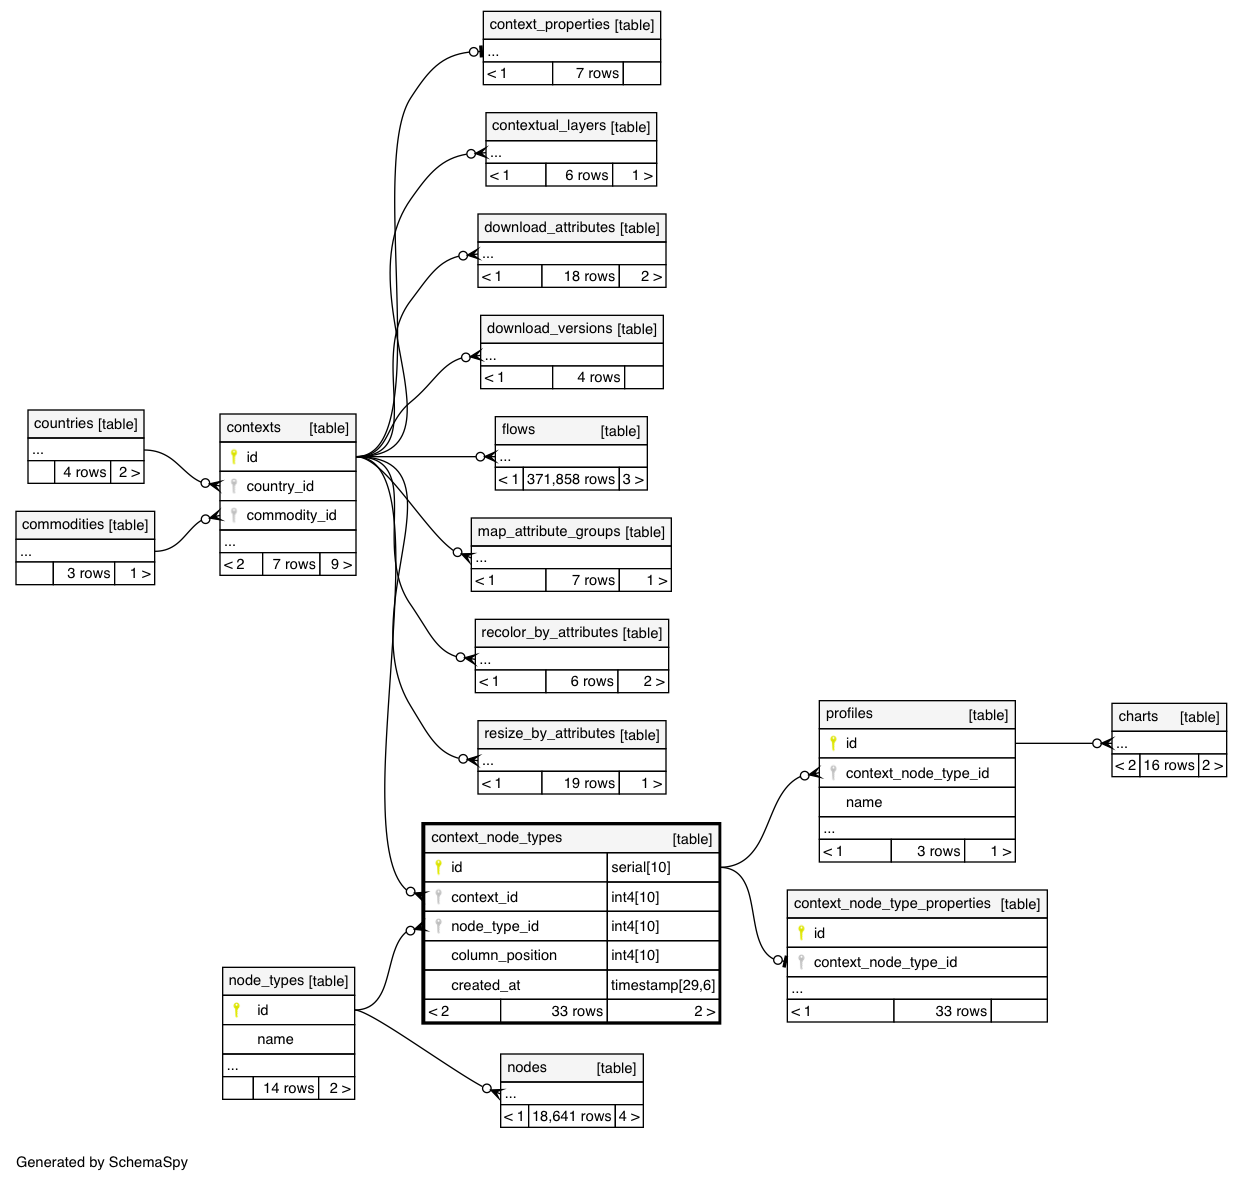 context_properties [table]
...
< 1 7 rows
contextual_layers [table]
...
< 1 6 rows 1 >
download_attributes [table]
...
< 1 18 rows 2 >
download_versions [table]
...
< 1 4 rows
flows [table]
...
< 1 371,858 rows 3 >
countries [table]
...
4 rows 2 >
contexts [table]
id
country_id
commodity_id
...
< 2 7 rows 9 >
commodities [table]
...
3 rows 1 >
map_attribute_groups [table]
...
< 1 7 rows 1 >
recolor_by_attributes [table]
...
< 1 6 rows 2 >
resize_by_attributes [table]
...
< 1 19 rows 1 >
profiles [table]
id
context_node_type_id
name
...
< 1 3 rows 1 >
charts [table]
...
< 2 16 rows 2 >
context_node_types [table]
id serial[10]
context_id int4[10]
node_type_id int4[10]
column_position int4[10]
created_at timestamp[29,6]
< 2 33 rows 2 >
context_node_type_properties [table]
id
context_node_type_id
...
< 1 33 rows
node_types [table]
id
name
...
14 rows 2 >
nodes [table]
...
< 1 18,641 rows 4 >
Generated by SchemaSpy